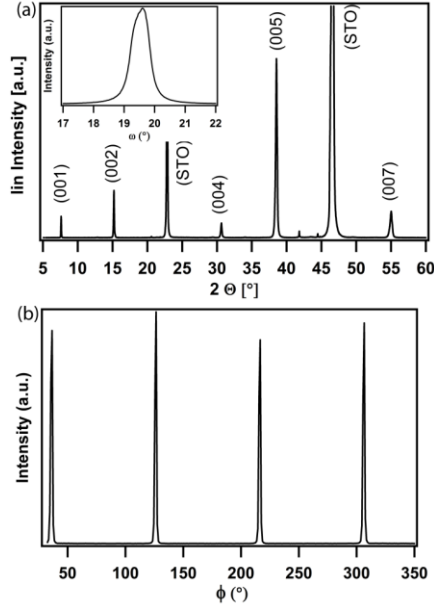 (a)
Intensity (a.u.)
17 18 19 20 21 22
ω (°)
lin Intensity [a.u.]
(001)
(002)
(STO)
(004)
(005)
(STO)
(007)
5 10 15 20 25 30 35 40 45 50 55 60
2 Θ [°]
(b)
Intensity (a.u.)
50 100 150 200 250 300 350
ϕ (°)